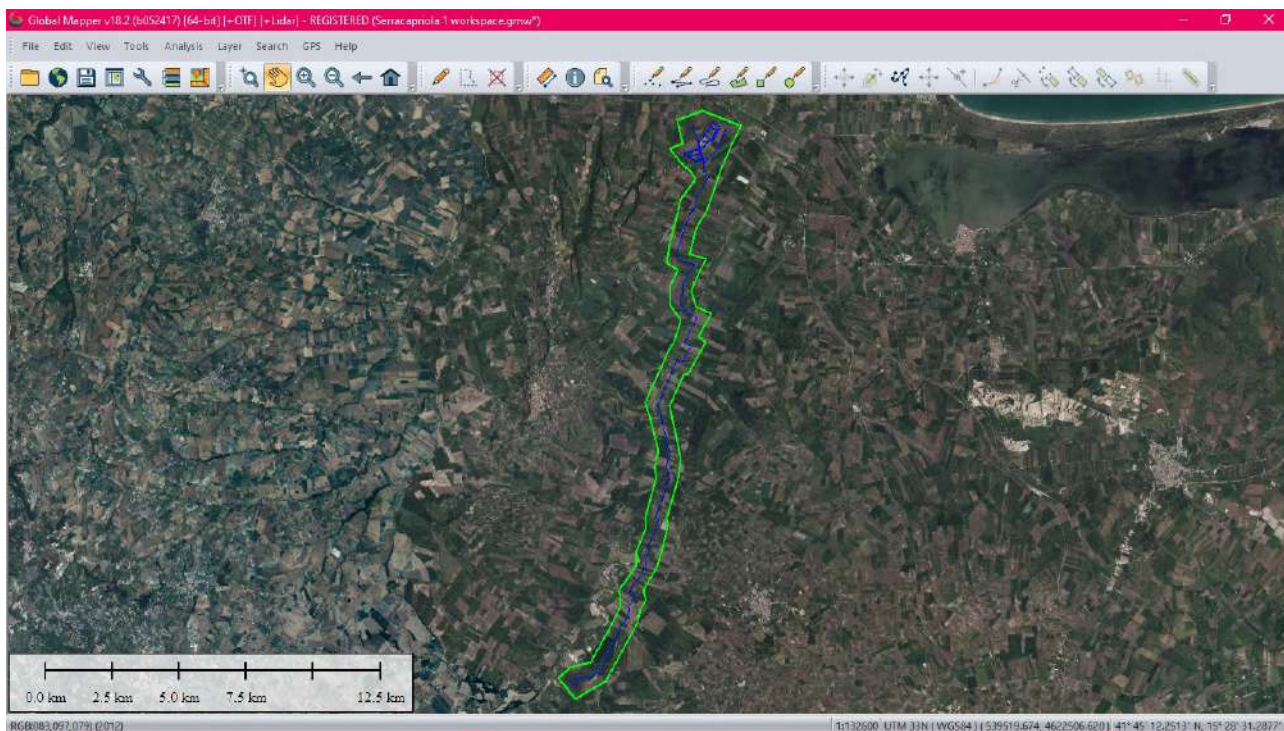 Global Mapper v18.2 (b052417) [64-bit] [+OTF] [+Lidar] - REGISTERED (Serracapriola 1 workspace.gmw*)
File Edit View Tools Analysis Layer Search GPS Help
0.0 km 2.5 km 5.0 km 7.5 km 12.5 km
RGB(083,097,079) (2012) 1:132600 UTM 33N ( WGS84 ) ( 539519.674, 4622506.620 ) 41° 45' 12.2513" N, 15° 28' 31.2877"